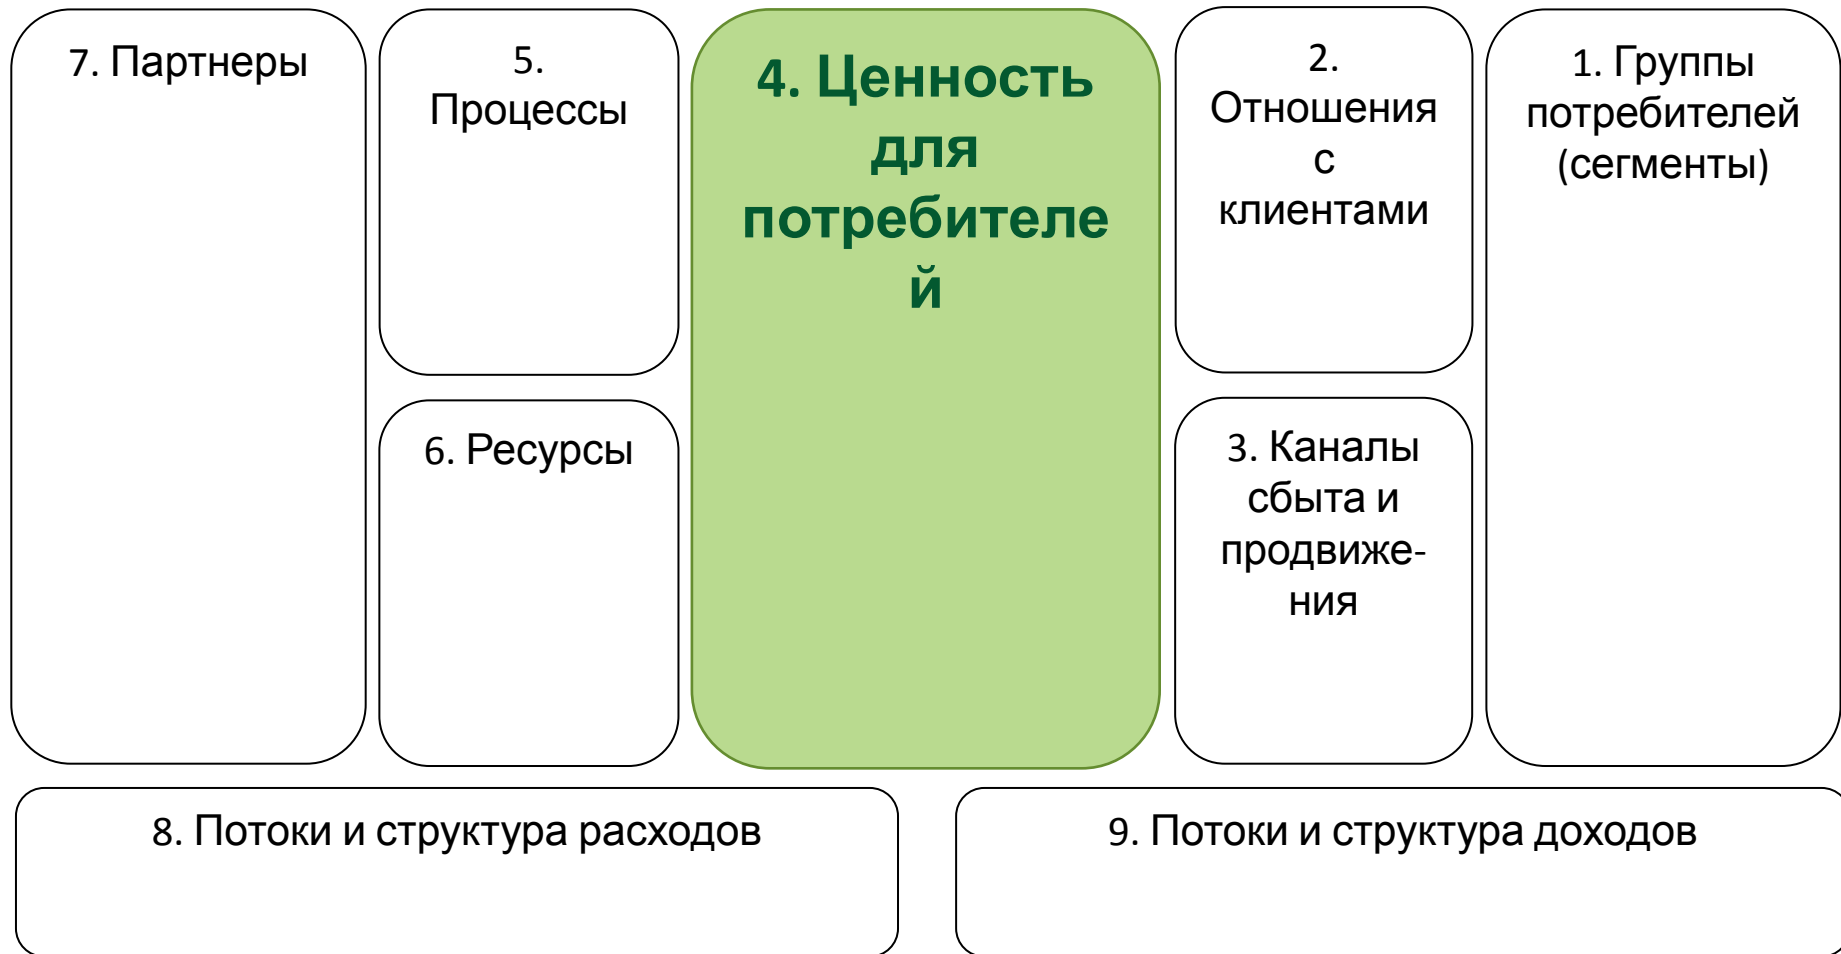 7. Партнеры
5.
Процессы
4. Ценность
для
потребителе
й
2.
Отношения
с
клиентами
1. Группы
потребителей
(сегменты)
6. Ресурсы
3. Каналы
сбыта и
продвиже-
ния
8. Потоки и структура расходов
9. Потоки и структура доходов